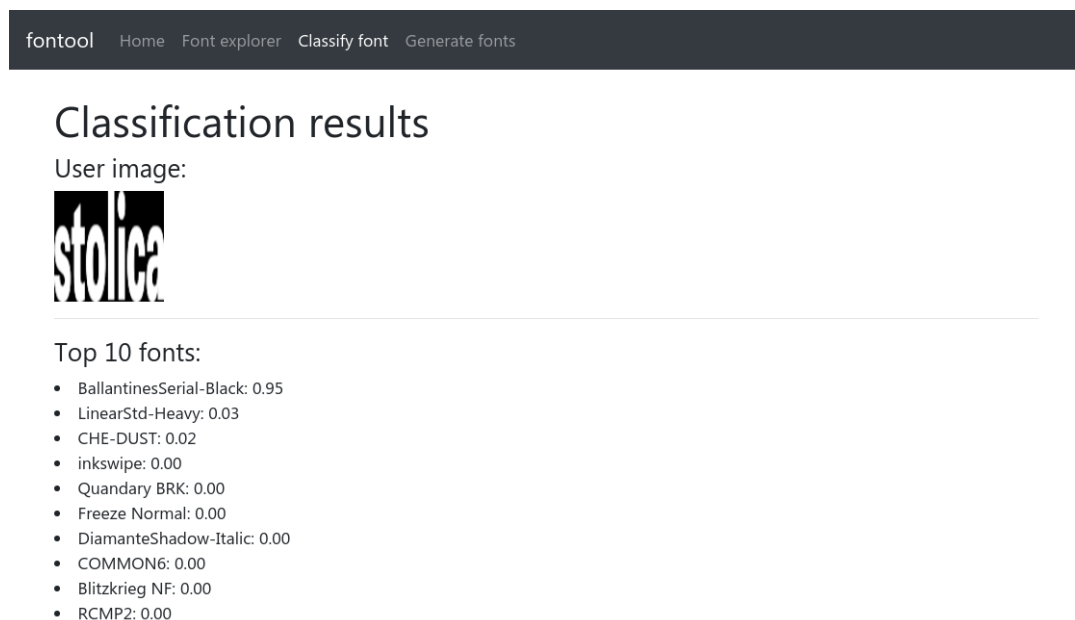 fontool Home Font explorer Classify font Generate fonts
Classification results
User image:
stolica
Top 10 fonts:
• BallantinesSerial-Black: 0.95
• LinearStd-Heavy: 0.03
• CHE-DUST: 0.02
• inkswipe: 0.00
• Quandary BRK: 0.00
• Freeze Normal: 0.00
• DiamanteShadow-Italic: 0.00
• COMMON6: 0.00
• Blitzkrieg NF: 0.00
• RCMP2: 0.00